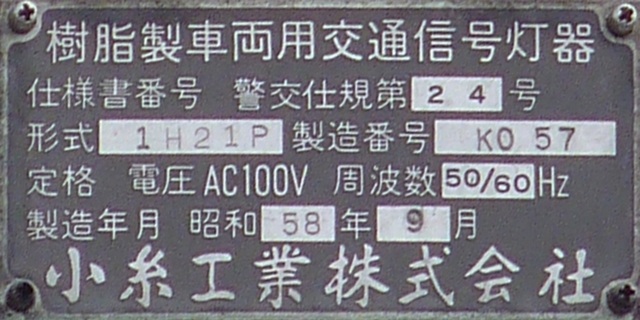 樹脂製車両用交通信号灯器
仕様書番号 警交仕規第 24 号
形式 1H21P 製造番号 KO 57
定格 電圧 AC100V 周波数 50/60 Hz
製造年月 昭和 58 年 9 月
小糸工業株式会社